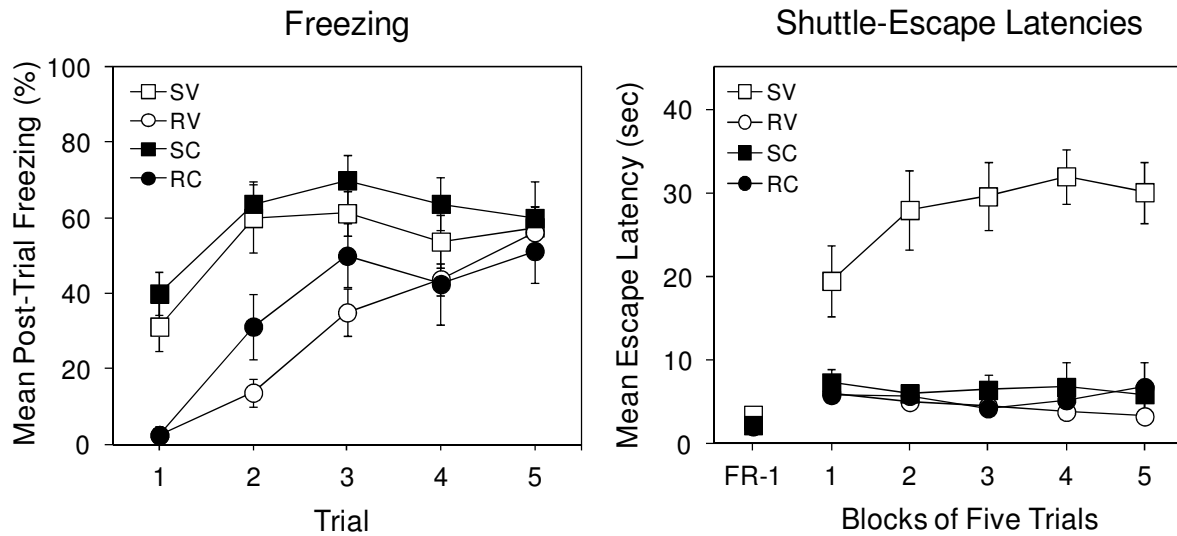 Freezing
Mean Post-Trial Freezing (%)
100
80
60
40
20
0
SV
RV
SC
RC
1 2 3 4 5
Trial
Shuttle-Escape Latencies
Mean Escape Latency (sec)
40
30
20
10
0
SV
RV
SC
RC
FR-1 1 2 3 4 5
Blocks of Five Trials